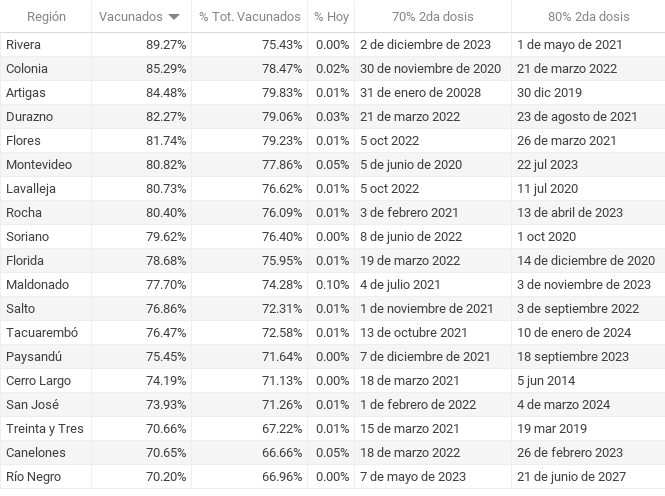 Región Vacunados % Tot. Vacunados % Hoy 70% 2da dosis 80% 2da dosis
Rivera 89.27% 75.43% 0.00% 2 de diciembre de 2023 1 de mayo de 2021
Colonia 85.29% 78.47% 0.02% 30 de noviembre de 2020 21 de marzo 2022
Artigas 84.48% 79.83% 0.01% 31 de enero de 20028 30 dic 2019
Durazno 82.27% 79.06% 0.03% 21 de marzo 2022 23 de agosto de 2021
Flores 81.74% 79.23% 0.01% 5 oct 2022 26 de marzo 2021
Montevideo 80.82% 77.86% 0.05% 5 de junio de 2020 22 jul 2023
Lavalleja 80.73% 76.62% 0.01% 5 oct 2022 11 jul 2020
Rocha 80.40% 76.09% 0.01% 3 de febrero 2021 13 de abril de 2023
Soriano 79.62% 76.40% 0.00% 8 de junio de 2022 1 oct 2020
Florida 78.68% 75.95% 0.01% 19 de marzo 2022 14 de diciembre de 2020
Maldonado 77.70% 74.28% 0.10% 4 de julio 2021 3 de noviembre de 2023
Salto 76.86% 72.31% 0.01% 1 de noviembre de 2021 3 de septiembre 2022
Tacuarembó 76.47% 72.58% 0.01% 13 de octubre 2021 10 de enero de 2024
Paysandú 75.45% 71.64% 0.00% 7 de diciembre de 2021 18 septiembre 2023
Cerro Largo 74.19% 71.13% 0.00% 18 de marzo 2021 5 jun 2014
San José 73.93% 71.26% 0.01% 1 de febrero de 2022 4 de marzo 2024
Treinta y Tres 70.66% 67.22% 0.01% 15 de marzo 2021 19 mar 2019
Canelones 70.65% 66.66% 0.05% 18 de marzo 2022 26 de febrero 2023
Río Negro 70.20% 66.96% 0.00% 7 de mayo de 2023 21 de junio de 2027